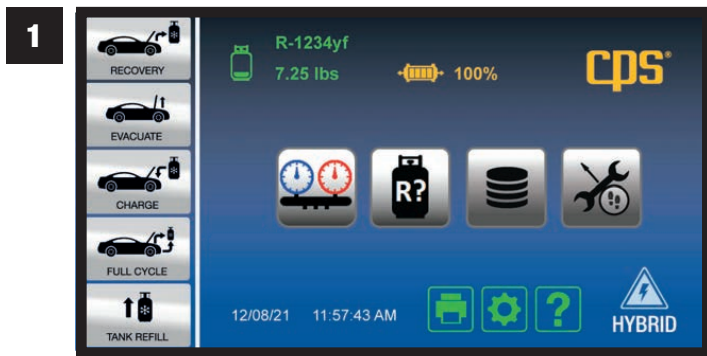 1
RECOVERY
EVACUATE
CHARGE
FULL CYCLE
TANK REFILL
R-1234yf
7.25 lbs
100%
cps®
R?
?
12/08/21 11:57:43 AM
HYBRID